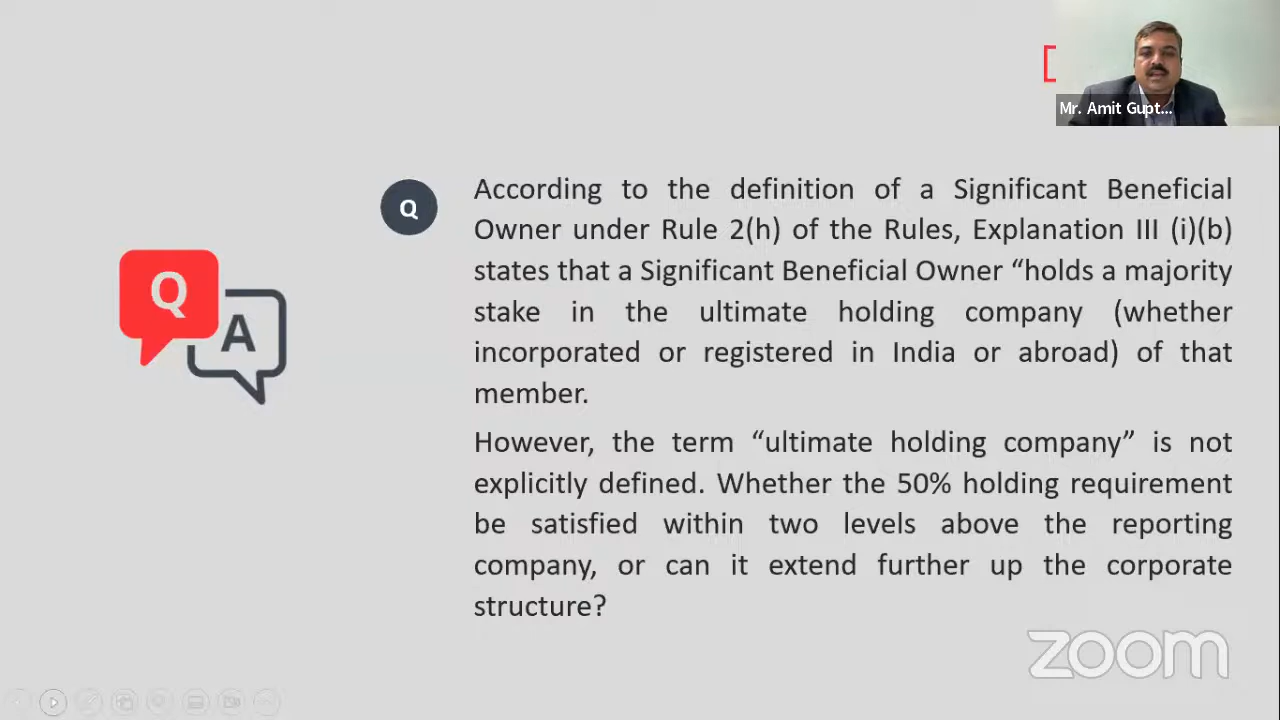 Mr. Amit Gupt...
Q
According to the definition of a Significant Beneficial
Owner under Rule 2(h) of the Rules, Explanation III (i)(b)
states that a Significant Beneficial Owner “holds a majority
stake in the ultimate holding company (whether
incorporated or registered in India or abroad) of that
member.
However, the term “ultimate holding company” is not
explicitly defined. Whether the 50% holding requirement
be satisfied within two levels above the reporting
company, or can it extend further up the corporate
structure?
Q
A
zoom